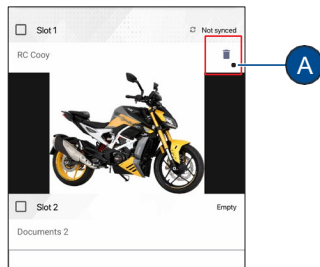 Slot 1 Not synced
RC Cooy
A
Slot 2 Empty
Documents 2